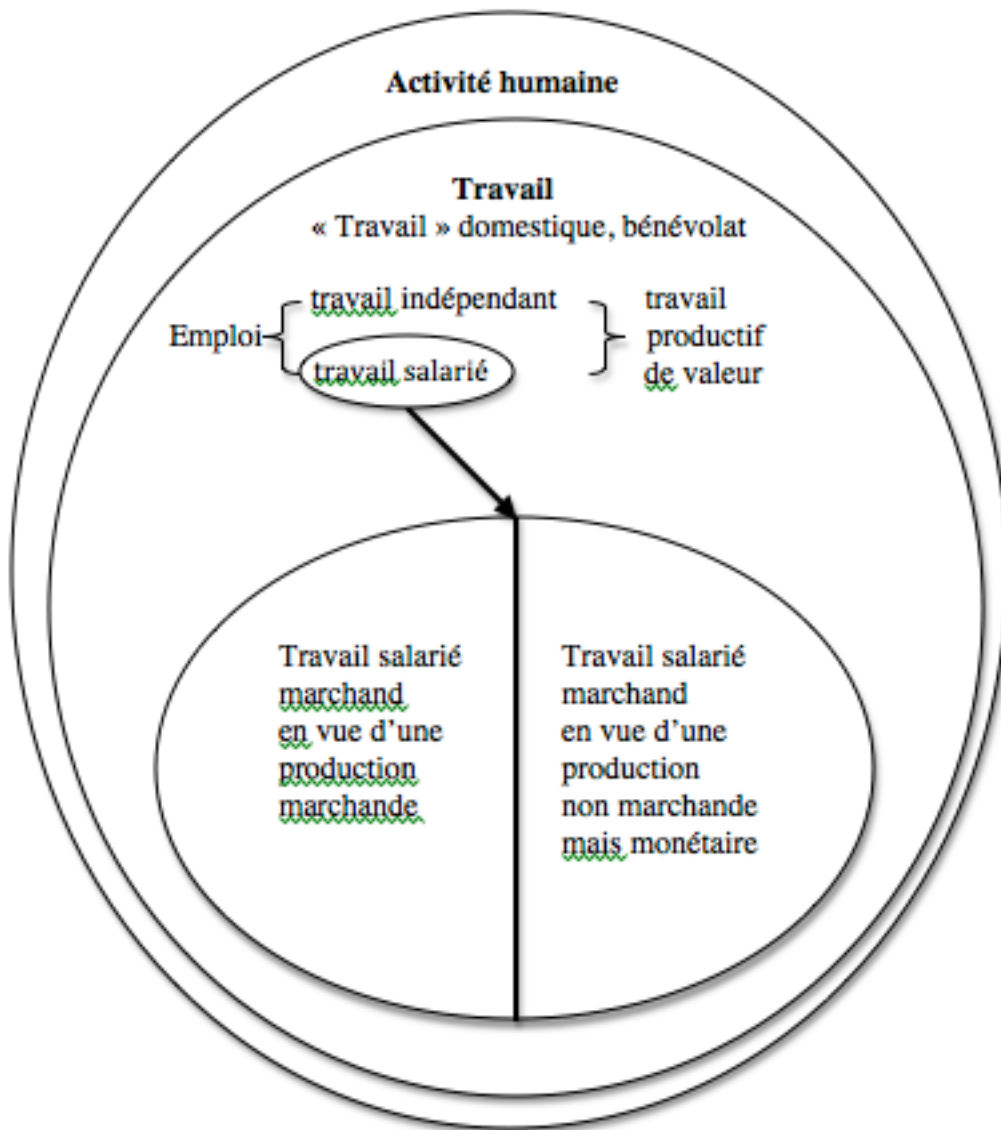 Activité humaine
Travail
« Travail » domestique, bénévolat
travail indépendant
Emploi
travail salarié
travail
productif
de valeur
Travail salarié
marchand
en vue d’une
production
marchande
Travail salarié
marchand
en vue d’une
production
non marchande
mais monétaire